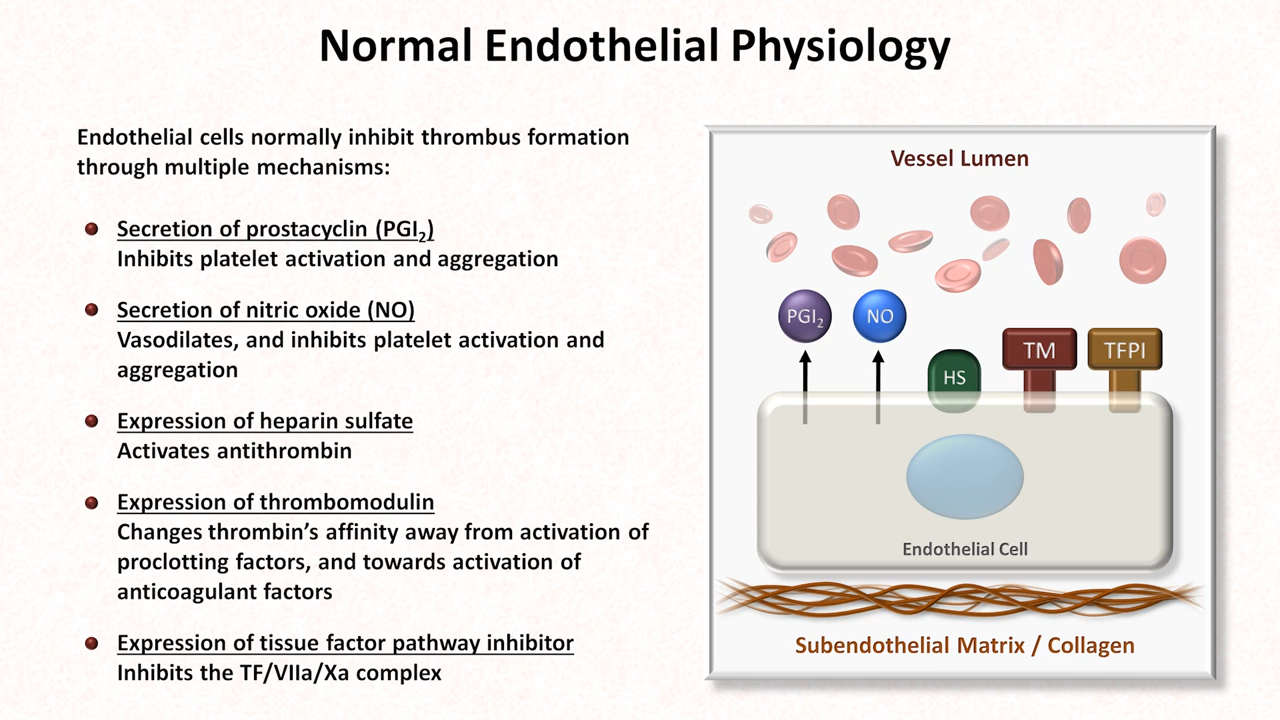 Normal Endothelial Physiology
Endothelial cells normally inhibit thrombus formation
through multiple mechanisms:
Secretion of prostacyclin (PGI₂)
Inhibits platelet activation and aggregation
Secretion of nitric oxide (NO)
Vasodilates, and inhibits platelet activation and
aggregation
Expression of heparin sulfate
Activates antithrombin
Expression of thrombomodulin
Changes thrombin’s affinity away from activation of
proclotting factors, and towards activation of
anticoagulant factors
Expression of tissue factor pathway inhibitor
Inhibits the TF/VIIa/Xa complex
Vessel Lumen
PGI₂
NO
HS
TM
TFPI
Endothelial Cell
Subendothelial Matrix / Collagen